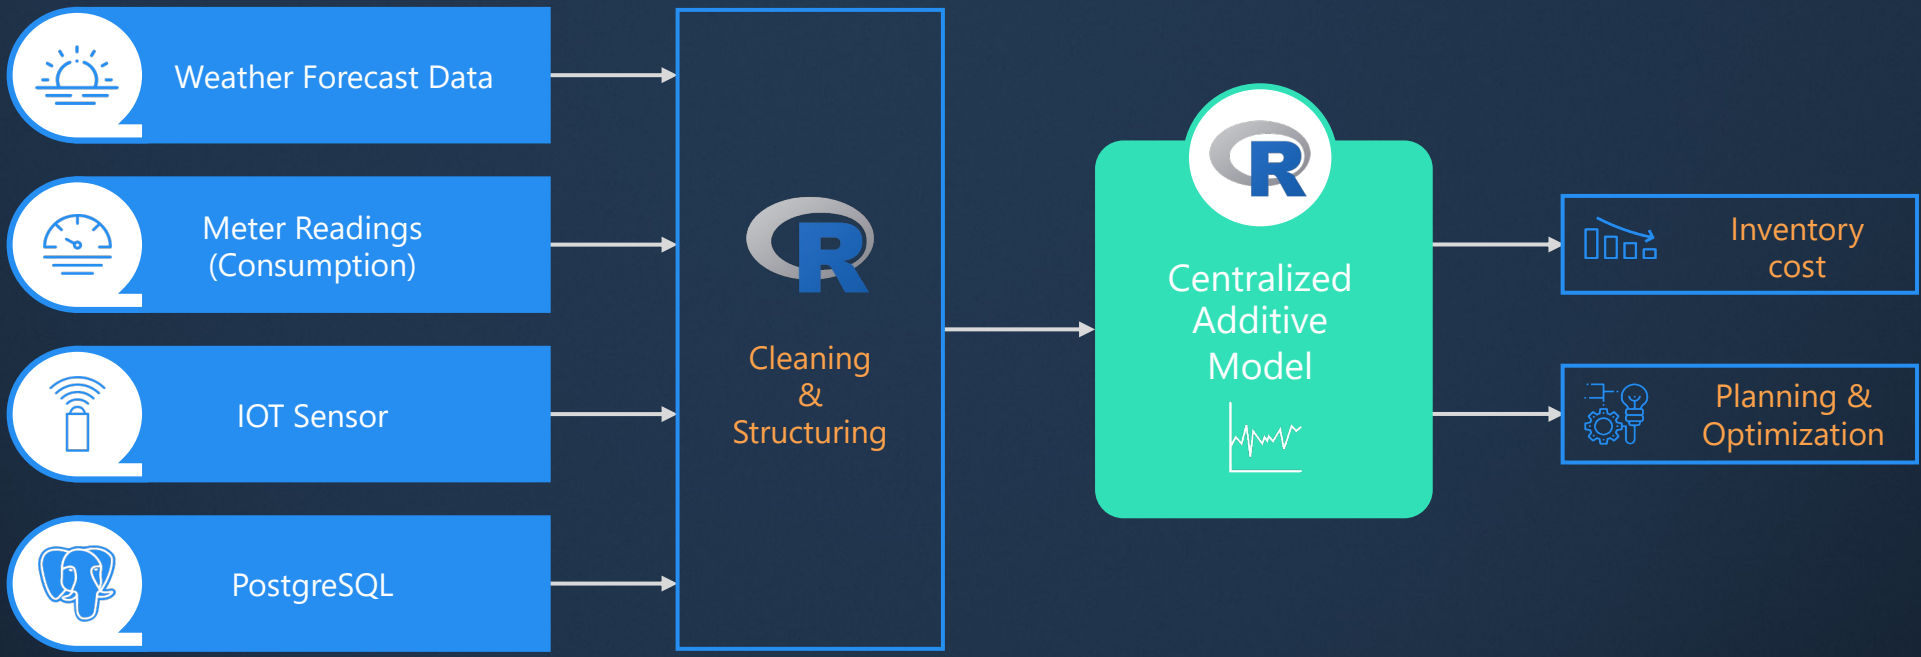 Weather Forecast Data
Meter Readings
(Consumption)
IOT Sensor
PostgreSQL
R
Cleaning
&
Structuring
R
Centralized
Additive
Model
Inventory
cost
Planning &
Optimization